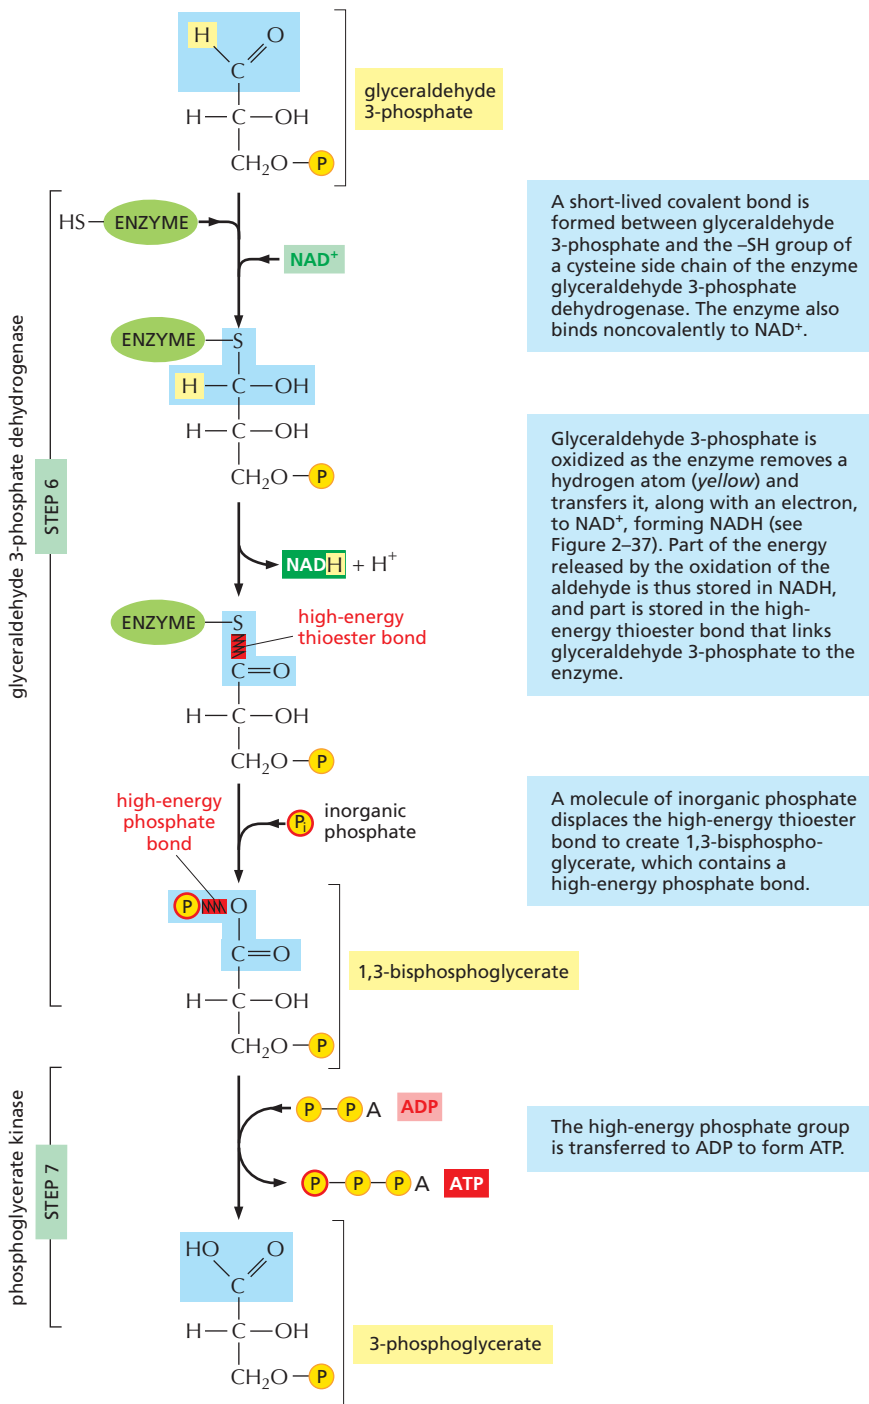 H O
C
glyceraldehyde
3-phosphate
H—C—OH
CH₂O—P
HS—ENZYME
NAD⁺
A short-lived covalent bond is
formed between glyceraldehyde
3-phosphate and the –SH group of
a cysteine side chain of the enzyme
glyceraldehyde 3-phosphate
dehydrogenase. The enzyme also
binds noncovalently to NAD⁺.
ENZYME—S
H—C—OH
H—C—OH
CH₂O—P
glyceraldehyde 3-phosphate dehydrogenase
STEP 6
NADH + H⁺
Glyceraldehyde 3-phosphate is
oxidized as the enzyme removes a
hydrogen atom (yellow) and
transfers it, along with an electron,
to NAD⁺, forming NADH (see
Figure 2–37). Part of the energy
released by the oxidation of the
aldehyde is thus stored in NADH,
and part is stored in the high-
energy thioester bond that links
glyceraldehyde 3-phosphate to the
enzyme.
ENZYME—S
high-energy
thioester bond
C=O
H—C—OH
CH₂O—P
high-energy
phosphate
bond
Pᵢ
inorganic
phosphate
A molecule of inorganic phosphate
displaces the high-energy thioester
bond to create 1,3-bisphospho-
glycerate, which contains a
high-energy phosphate bond.
P O
C=O
1,3-bisphosphoglycerate
H—C—OH
CH₂O—P
phosphoglycerate kinase
STEP 7
P—P A ADP
P—P—P A ATP
The high-energy phosphate group
is transferred to ADP to form ATP.
HO O
C
H—C—OH
3-phosphoglycerate
CH₂O—P